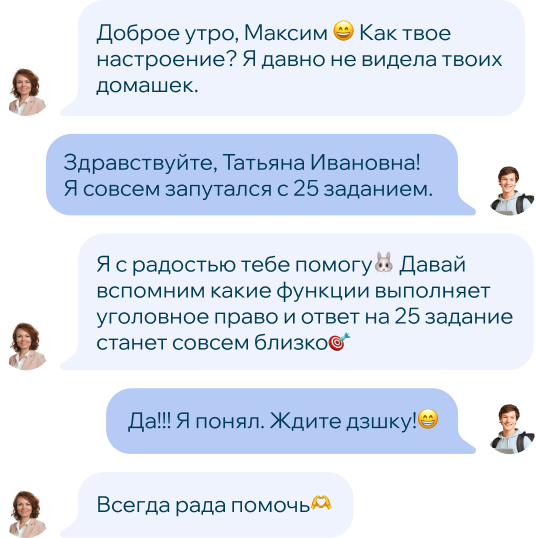 Доброе утро, Максим 😄 Как твое
настроение? Я давно не видела твоих
домашек.
Здравствуйте, Татьяна Ивановна!
Я совсем запутался с 25 заданием.
Я с радостью тебе помогу🐰 Давай
вспомним какие функции выполняет
уголовное право и ответ на 25 задание
станет совсем близко🎯
Да!!! Я понял. Ждите дзшку!😄
Всегда рада помочь🫶